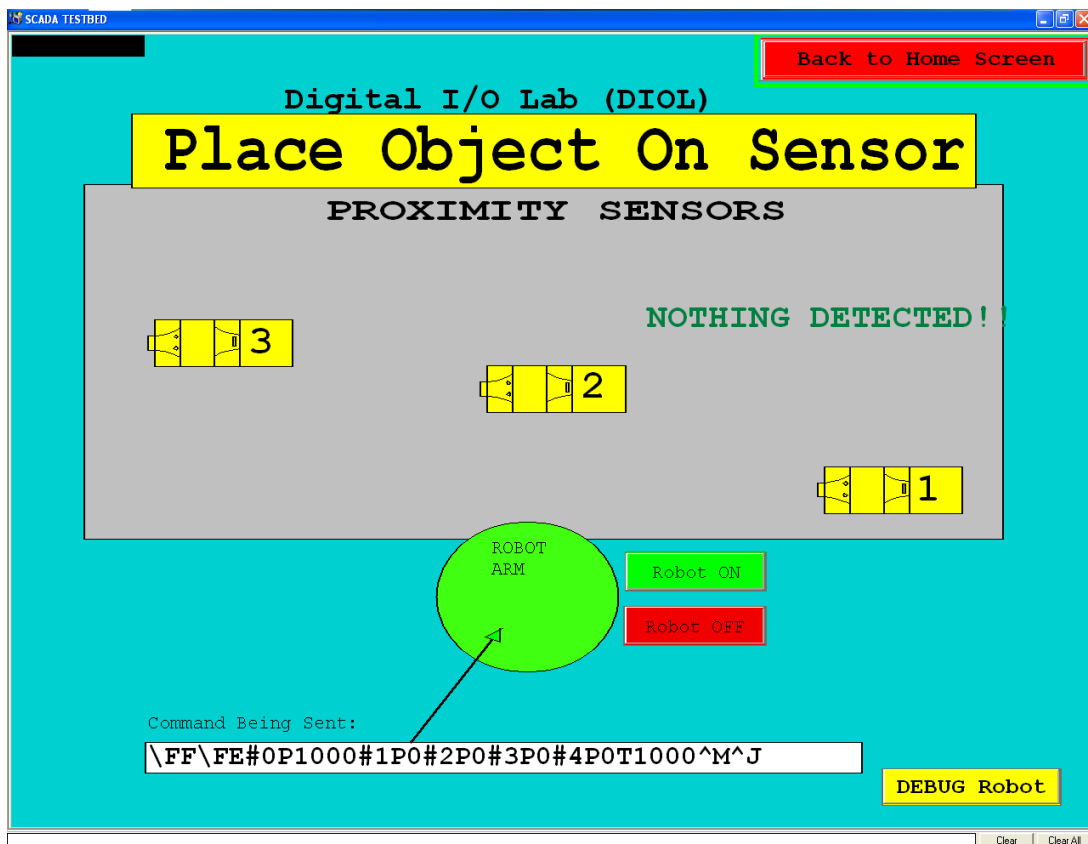 SCADA TESTBED
Back to Home Screen
Digital I/O Lab (DIOL)
Place Object On Sensor
PROXIMITY SENSORS
NOTHING DETECTED!!
3
2
1
ROBOT
ARM
Robot ON
Robot OFF
Command Being Sent:
\FF\FE#0P1000#1P0#2P0#3P0#4P0T1000^M^J
DEBUG Robot
Clear
Clear All